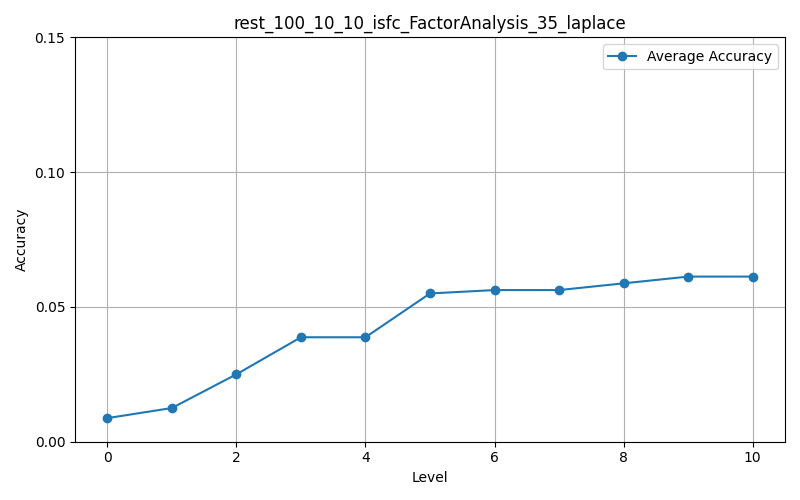 rest_100_10_10_isfc_FactorAnalysis_35_laplace
Average Accuracy
Accuracy
0.15
0.10
0.05
0.00
0 2 4 6 8 10
Level